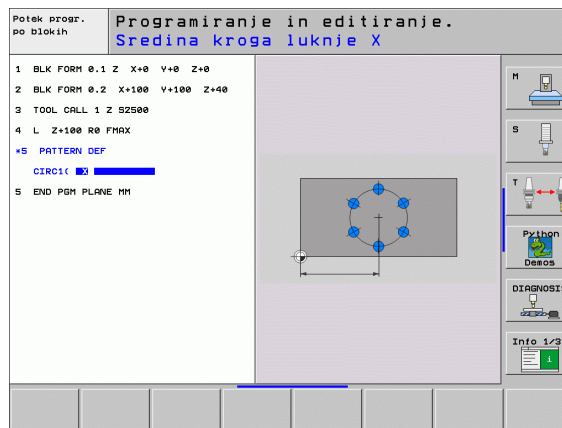 Potek progr.
po blokih
Programiranje in editiranje.
Sredina kroga luknje X
1 BLK FORM 0.1 Z X+0 Y+0 Z+0
2 BLK FORM 0.2 X+100 Y+100 Z+40
3 TOOL CALL 1 Z S2500
4 L Z+100 R0 FMAX
*5 PATTERN DEF
CIRC1( X
5 END PGM PLANE MM
M
S
T
Python
Demos
DIAGNOSI
Info 1/3
i